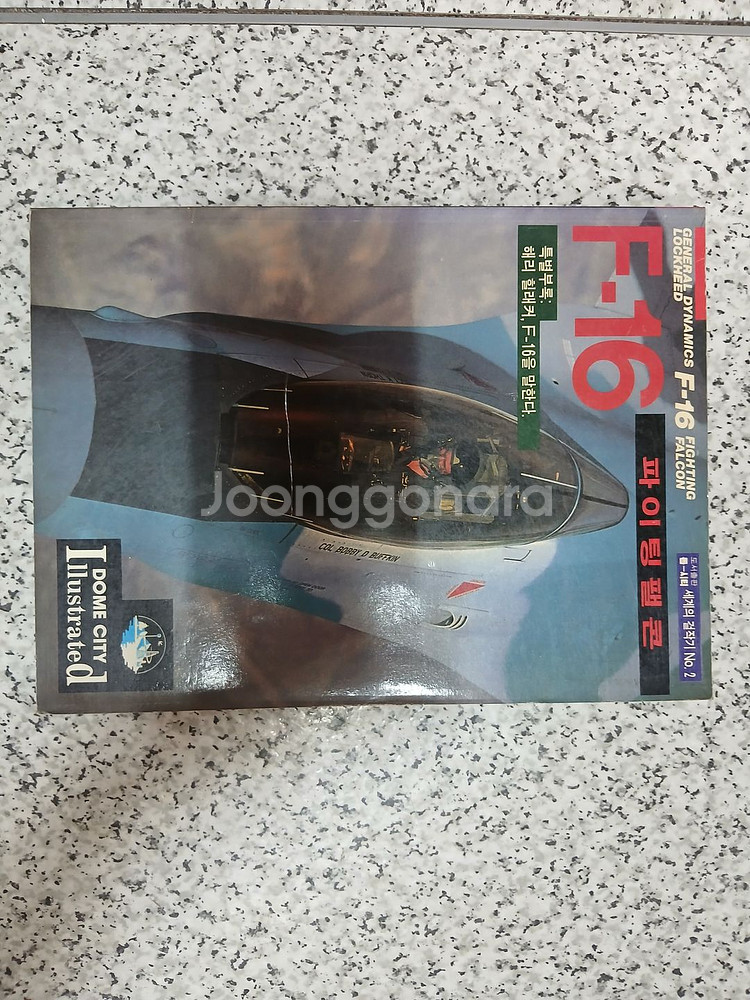 GENERAL DYNAMICS
LOCKHEED
F-16
FIGHTING
FALCON
도서출판
세계의 걸작기 No. 2
F-16
파이팅팰콘
특별부록:
해리 힐래커, F-16을 말한다.
COL BOBBY D BUFFKIN
DOME CITY
Illustrated
Joonggonara